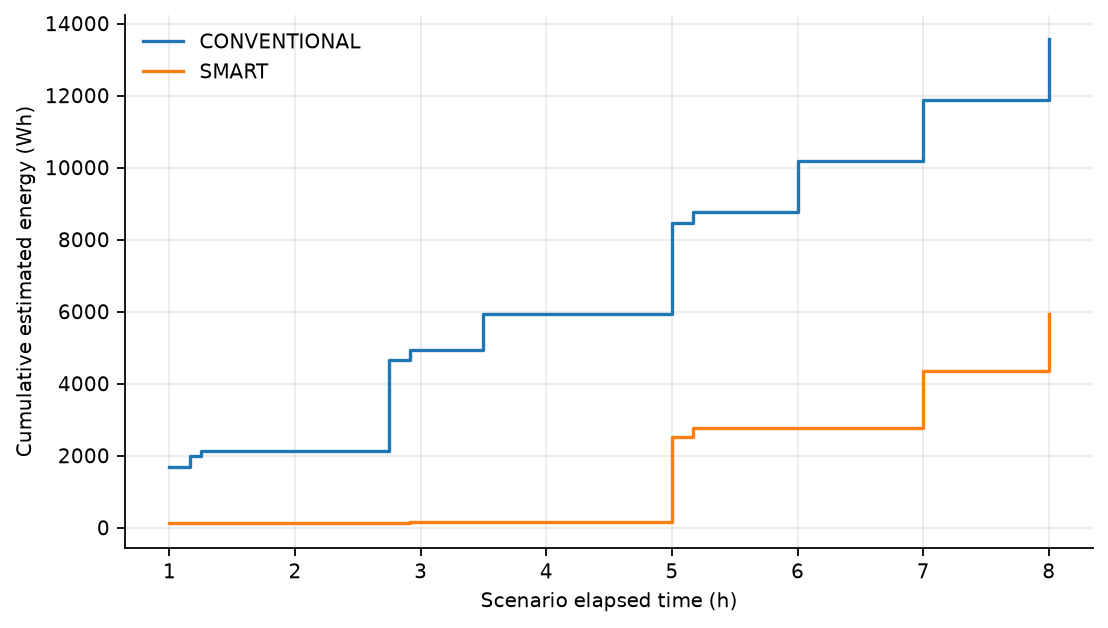 14000
12000
10000
8000
6000
4000
2000
0
Cumulative estimated energy (Wh)
CONVENTIONAL
SMART
1 2 3 4 5 6 7 8
Scenario elapsed time (h)